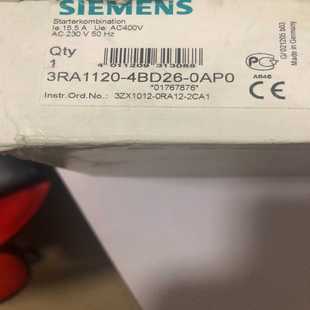 SIEMENS
Starterkombination
Ie 15.5 A Ue AC400V
AC 230 V 50 Hz
Qty
1
3RA1120-4BD26-0AP0
"01767876"
Instr.Ord.No.: 3ZX1012-0RA12-2CA1
Made in Germany